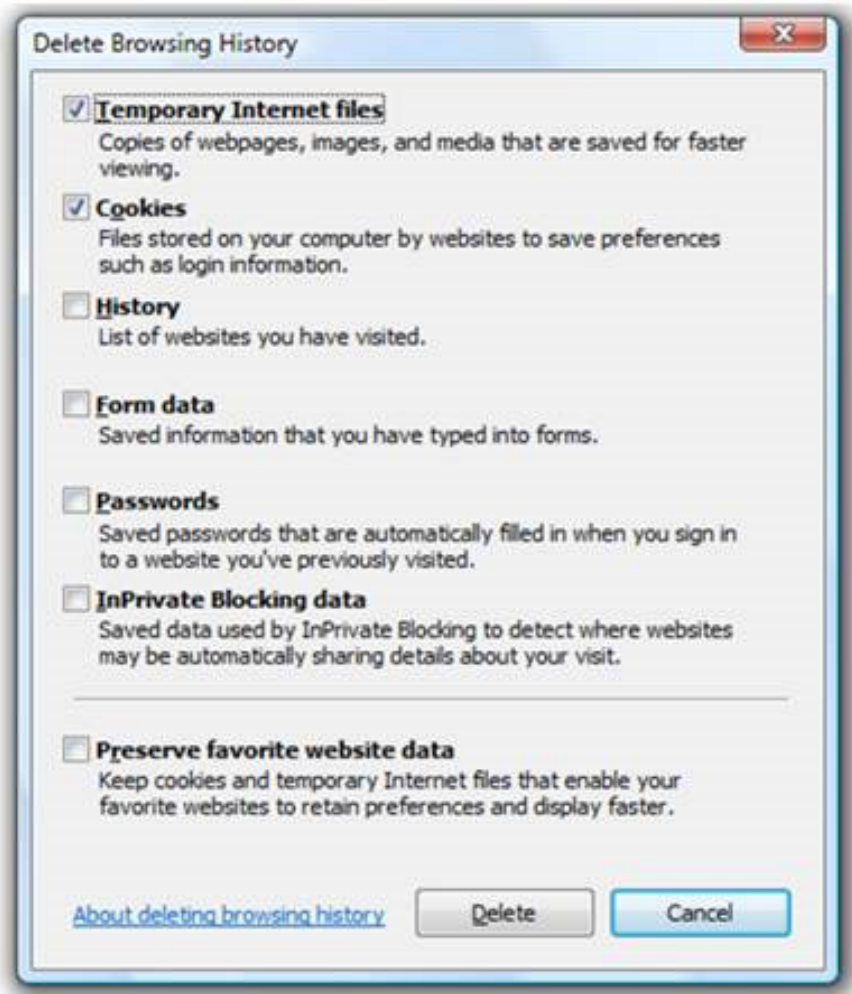 Delete Browsing History
Temporary Internet files
Copies of webpages, images, and media that are saved for faster
viewing.
Cookies
Files stored on your computer by websites to save preferences
such as login information.
History
List of websites you have visited.
Form data
Saved information that you have typed into forms.
Passwords
Saved passwords that are automatically filled in when you sign in
to a website you've previously visited.
InPrivate Blocking data
Saved data used by InPrivate Blocking to detect where websites
may be automatically sharing details about your visit.
Preserve favorite website data
Keep cookies and temporary Internet files that enable your
favorite websites to retain preferences and display faster.
About deleting browsing history Delete Cancel